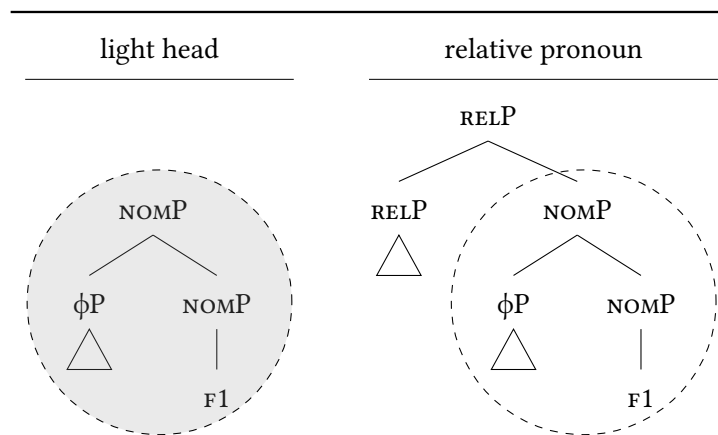 light head relative pronoun
RELP
NOMP RELP NOMP
ϕP NOMP ϕP NOMP
F1 F1